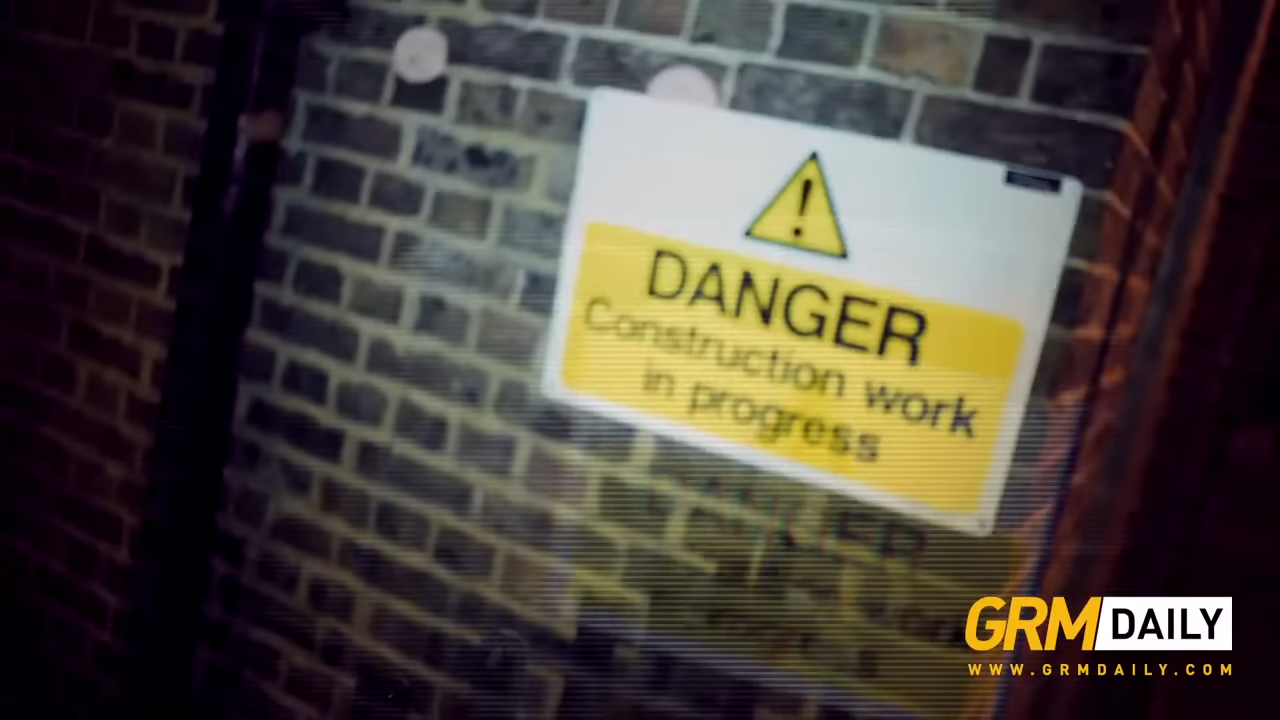 DANGER
Construction work
in progress
GRM DAILY
WWW.GRMDAILY.COM